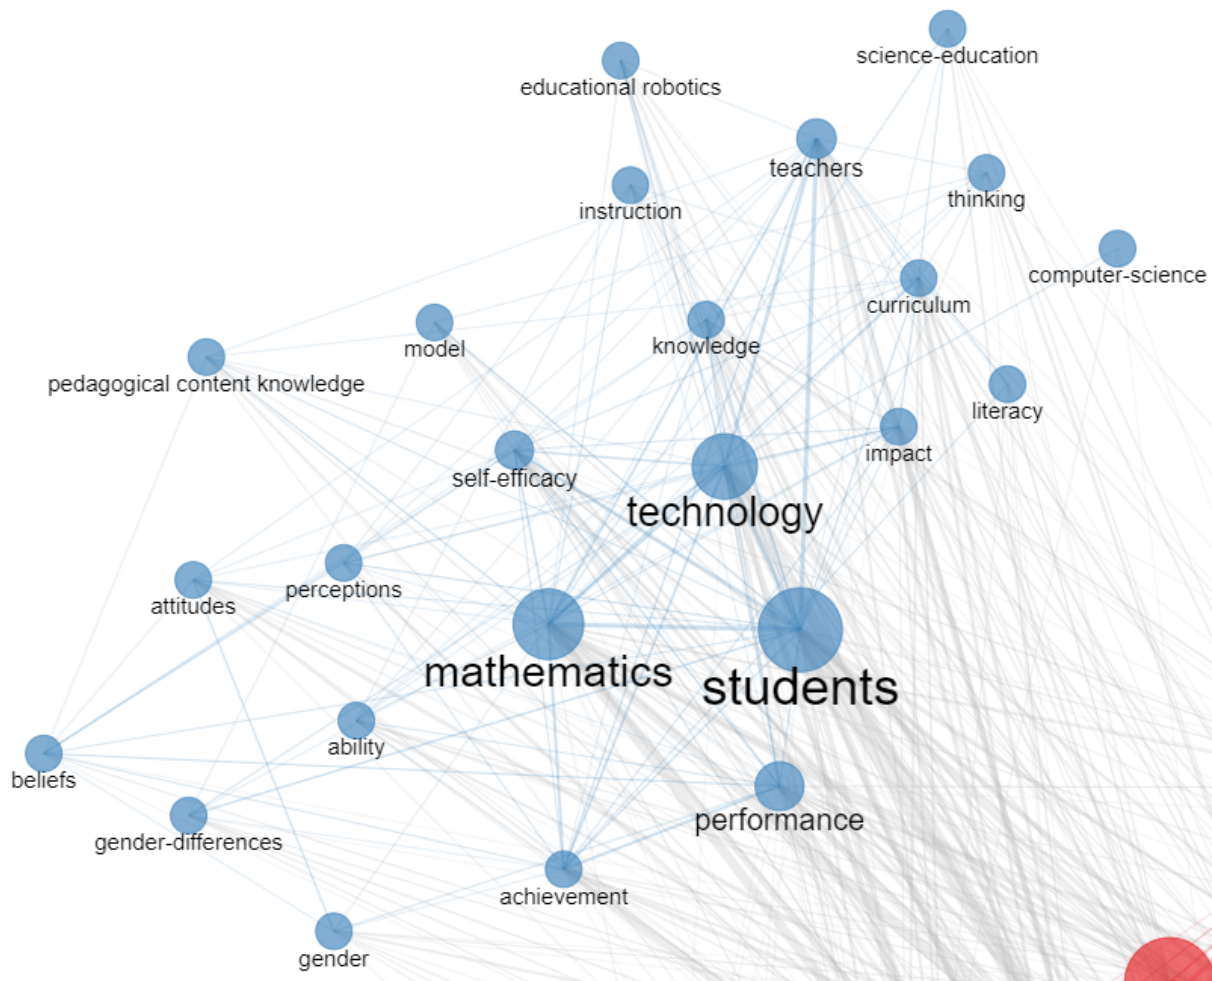 science-education
educational robotics
teachers
thinking
instruction
computer-science
curriculum
knowledge
model
pedagogical content knowledge
literacy
impact
self-efficacy
technology
perceptions
attitudes
mathematics
students
ability
beliefs
performance
gender-differences
achievement
gender